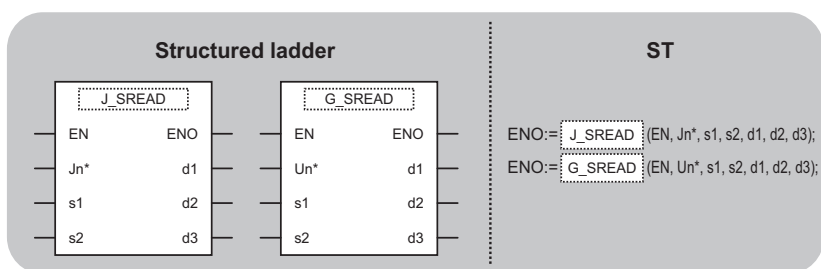 Structured ladder
J_SREAD
EN ENO
Jn* d1
s1 d2
s2 d3
G_SREAD
EN ENO
Un* d1
s1 d2
s2 d3
ST
ENO:= J_SREAD (EN, Jn*, s1, s2, d1, d2, d3);
ENO:= G_SREAD (EN, Un*, s1, s2, d1, d2, d3);